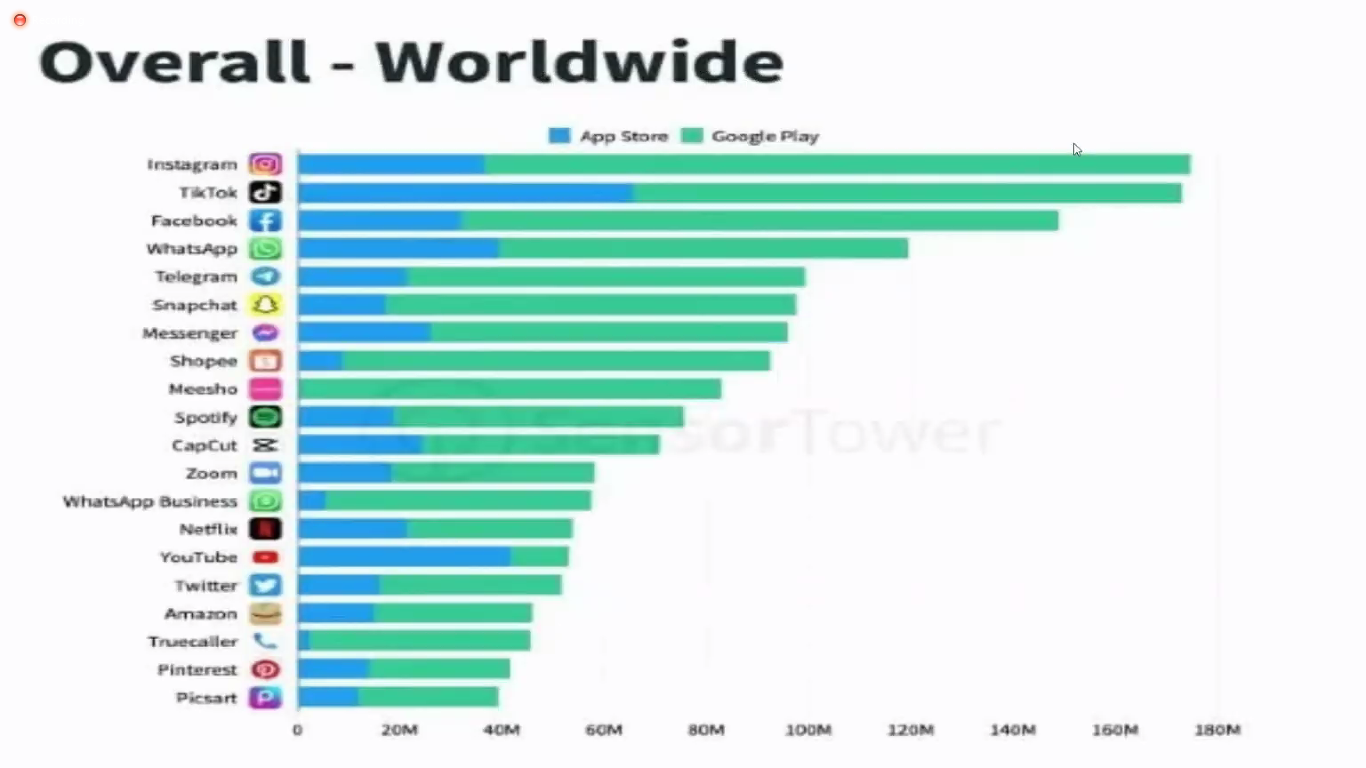 Overall - Worldwide
App Store Google Play
Instagram
TikTok
Facebook
WhatsApp
Telegram
Snapchat
Messenger
Shopee
Meesho
Spotify
SensorTower
CapCut
Zoom
WhatsApp Business
Netflix
YouTube
Twitter
Amazon
Truecaller
Pinterest
Picsart
0 20M 40M 60M 80M 100M 120M 140M 160M 180M